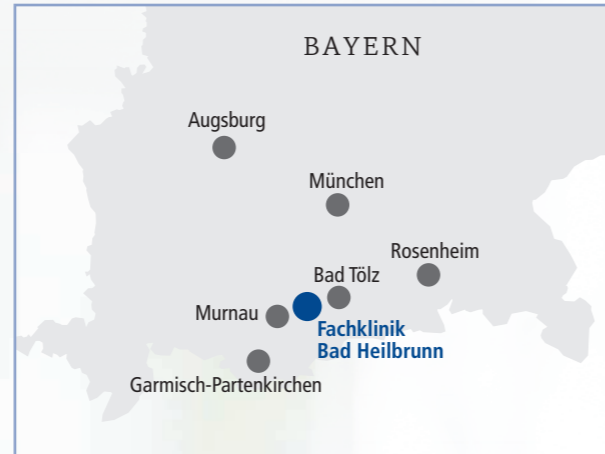 BAYERN
Augsburg
München
Rosenheim
Bad Tölz
Murnau
Fachklinik
Bad Heilbrunn
Garmisch-Partenkirchen